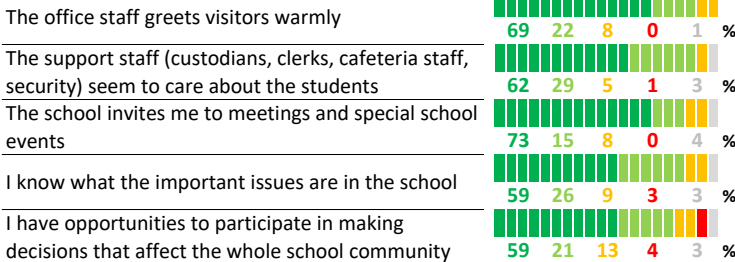 The office staff greets visitors warmly
69 22 8 0 1 %
The support staff (custodians, clerks, cafeteria staff,
security) seem to care about the students
62 29 5 1 3 %
The school invites me to meetings and special school
events
73 15 8 0 4 %
I know what the important issues are in the school
59 26 9 3 3 %
I have opportunities to participate in making
decisions that affect the whole school community
59 21 13 4 3 %